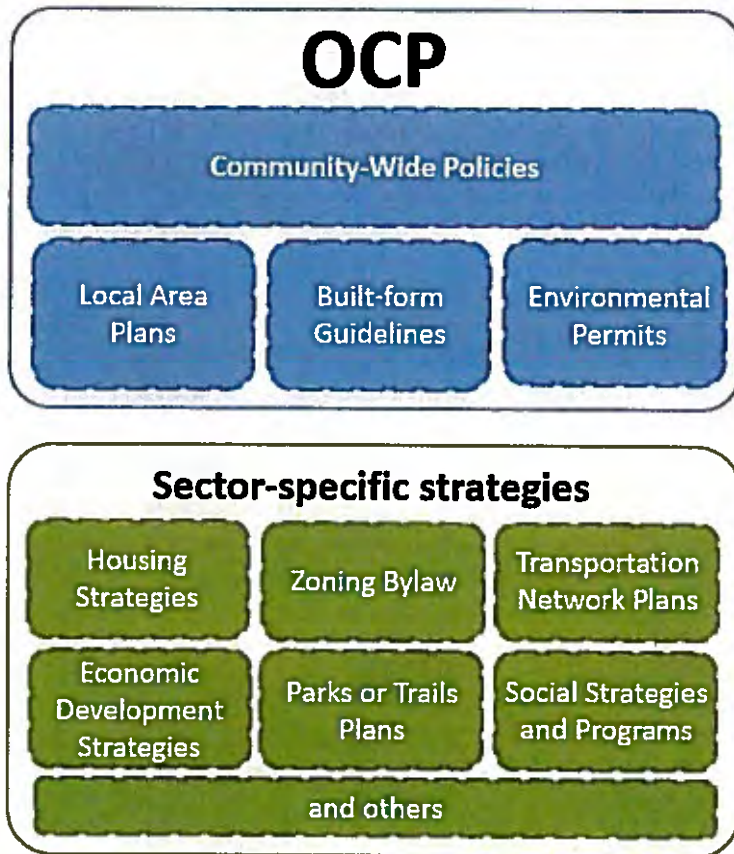 OCP
Community-Wide Policies
Local Area
Plans
Built-form
Guidelines
Environmental
Permits
Sector-specific strategies
Housing
Strategies
Zoning Bylaw
Transportation
Network Plans
Economic
Development
Strategies
Parks or Trails
Plans
Social Strategies
and Programs
and others